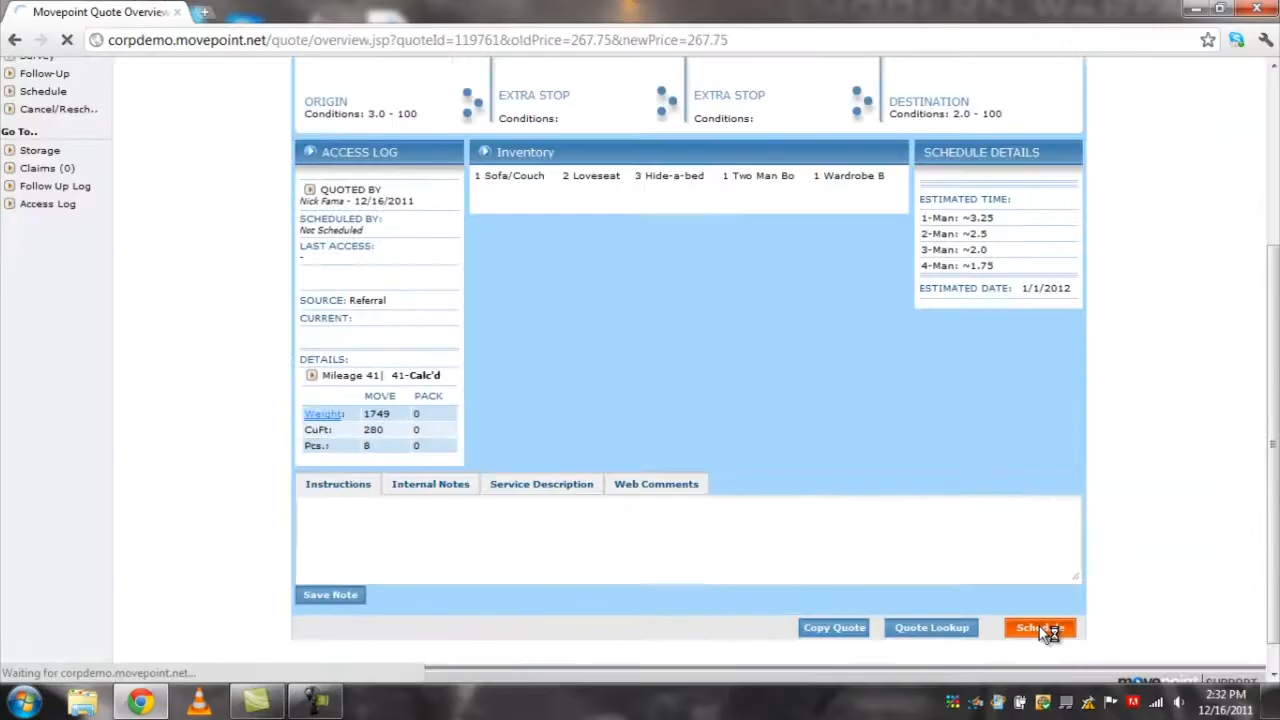 Movepoint Quote Overview
corpdemo.movepoint.net/quote/overview.jsp?quoteId=119761&oldPrice=267.75&newPrice=267.75
Survey
Follow-Up
Schedule
Cancel/Resch..
Go To..
Storage
Claims (0)
Follow Up Log
Access Log
ORIGIN
Conditions: 3.0 - 100
EXTRA STOP
Conditions:
EXTRA STOP
Conditions:
DESTINATION
Conditions: 2.0 - 100
ACCESS LOG
QUOTED BY
Nick Fama - 12/16/2011
SCHEDULED BY:
Not Scheduled
LAST ACCESS:
-
SOURCE: Referral
CURRENT:
DETAILS:
Mileage 41| 41-Calc'd
MOVE PACK
Weight: 1749 0
CuFt: 280 0
Pcs.: 8 0
Inventory
1 Sofa/Couch 2 Loveseat 3 Hide-a-bed 1 Two Man Bo 1 Wardrobe B
SCHEDULE DETAILS
ESTIMATED TIME:
1-Man: ~3.25
2-Man: ~2.5
3-Man: ~2.0
4-Man: ~1.75
ESTIMATED DATE: 1/1/2012
Instructions Internal Notes Service Description Web Comments
Save Note
Copy Quote Quote Lookup Schedule
Waiting for corpdemo.movepoint.net...
movepoint SUPPORT
2:32 PM
12/16/2011